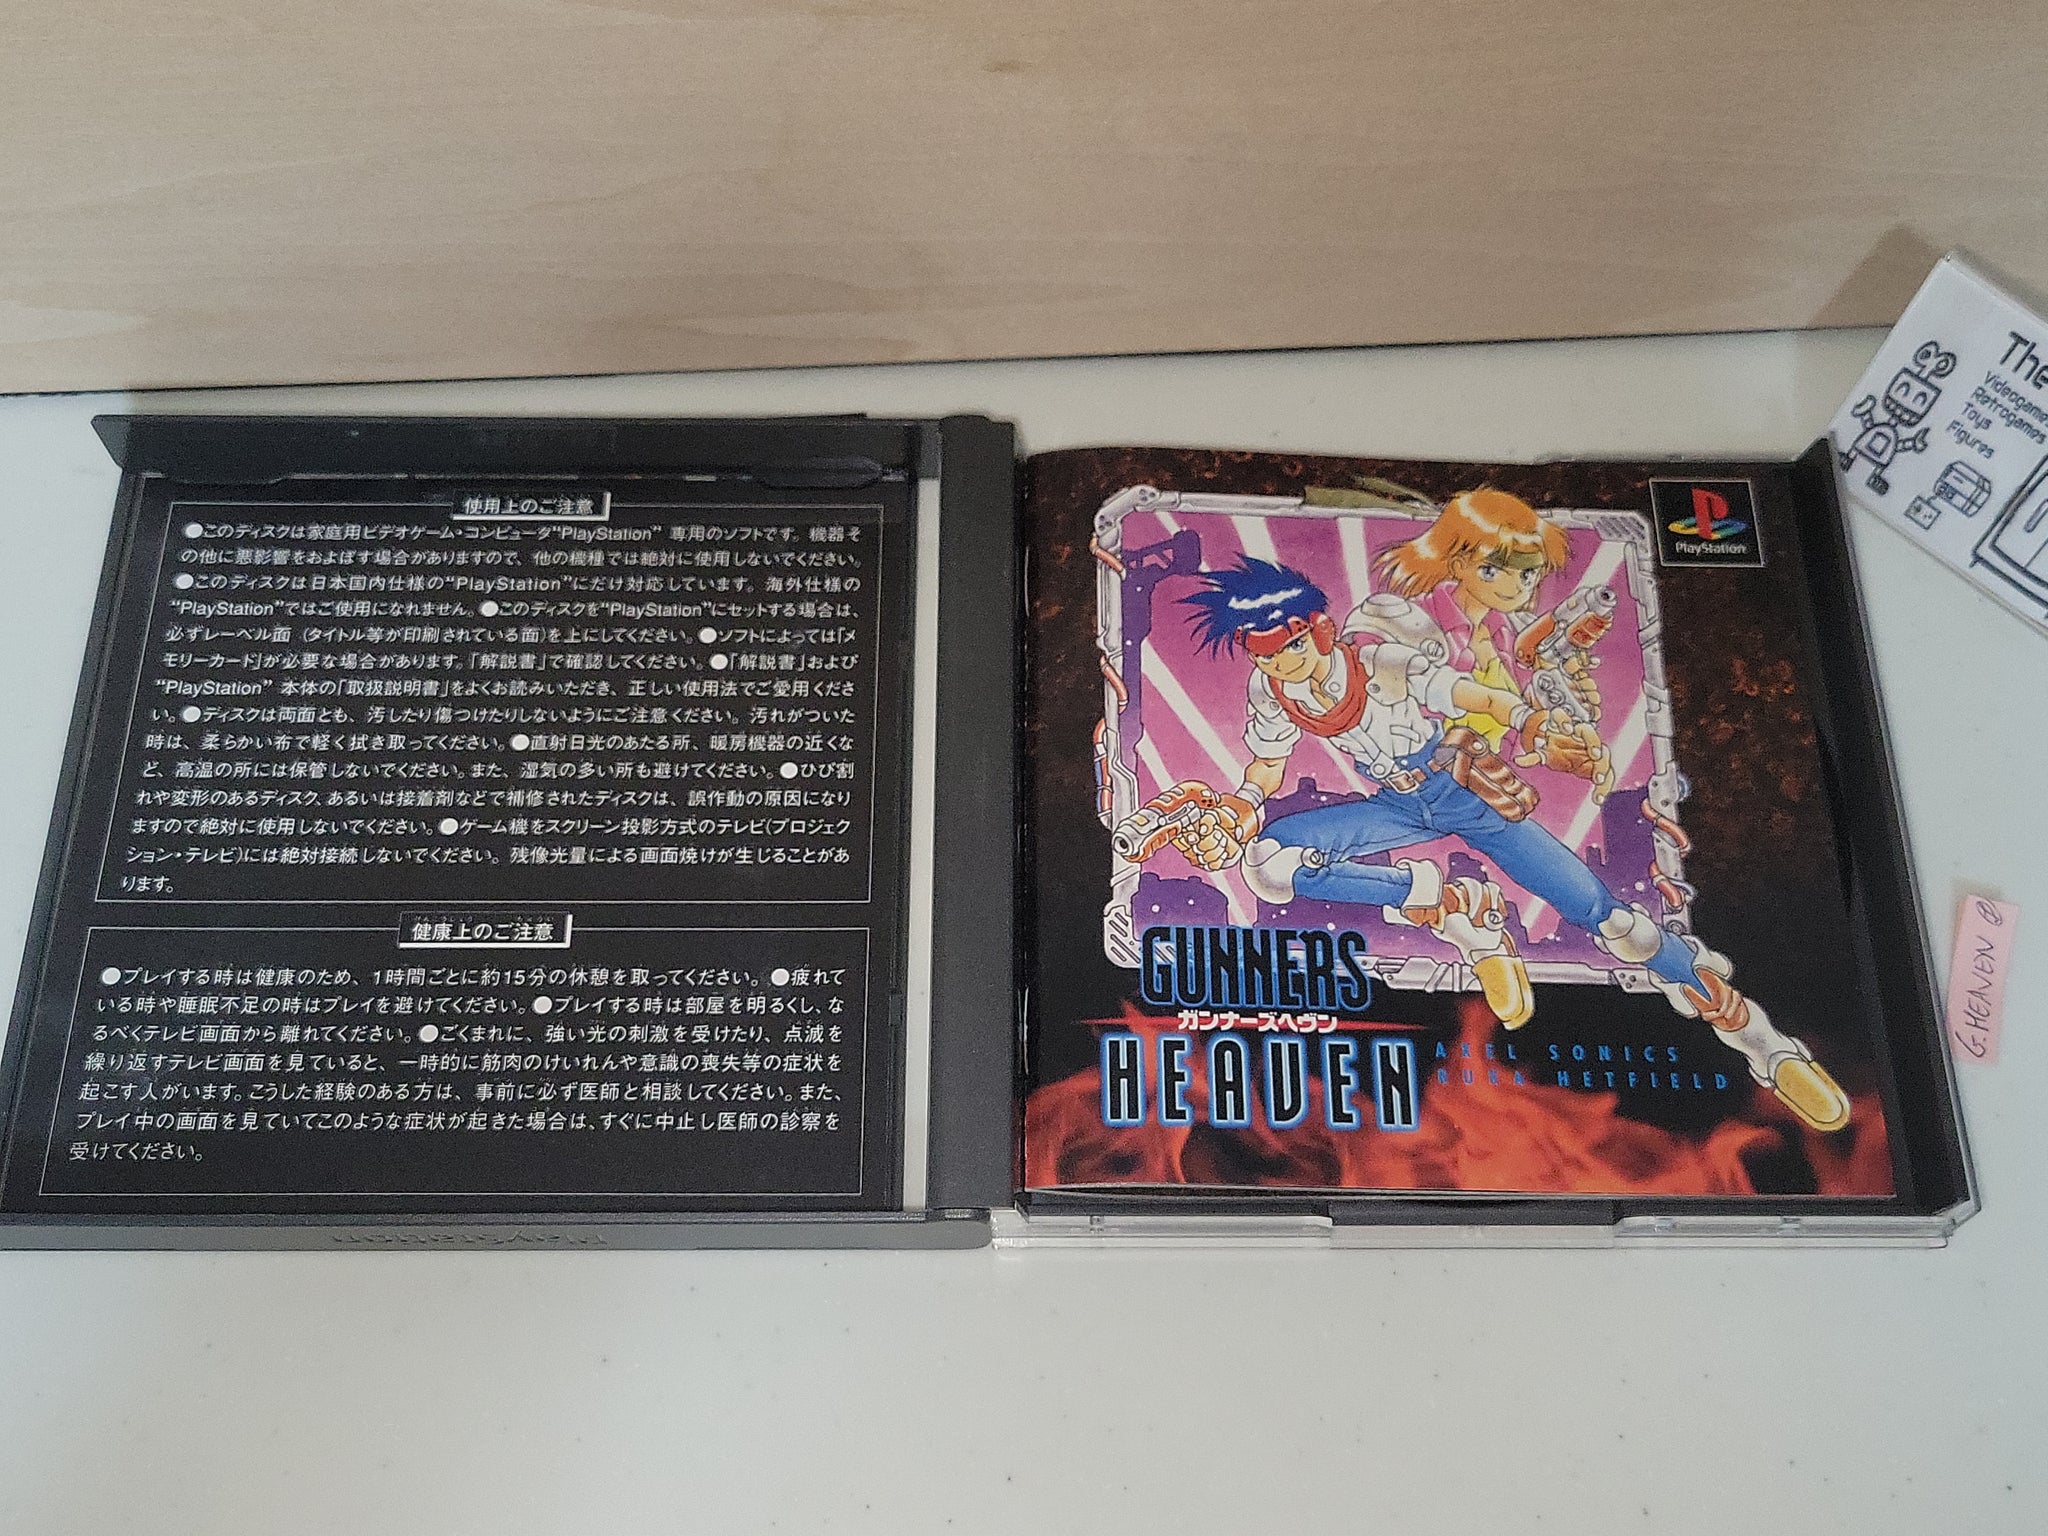 使用上のご注意
●このディスクは家庭用ビデオゲーム・コンピュータ“PlayStation” 専用のソフトです。機器そ
の他に悪影響をおよぼす場合がありますので、他の機種では絶対に使用しないでください。
●このディスクは日本国内仕様の“PlayStation”にだけ対応しています。海外仕様の
“PlayStation”ではご使用になれません。●このディスクを“PlayStation”にセットする場合は、
必ずレーベル面（タイトル等が印刷されている面）を上にしてください。●ソフトによっては「メ
モリーカード」が必要な場合があります。「解説書」で確認してください。●「解説書」および
“PlayStation” 本体の「取扱説明書」をよくお読みいただき、正しい使用法でご愛用くださ
い。●ディスクは両面とも、汚したり傷つけたりしないようにご注意ください。汚れがついた
時は、柔らかい布で軽く拭き取ってください。●直射日光のあたる所、暖房機器の近くな
ど、高温の所には保管しないでください。また、湿気の多い所も避けてください。●ひび割
れや変形のあるディスク、あるいは接着剤などで補修されたディスクは、誤作動の原因になり
ますので絶対に使用しないでください。●ゲーム機をスクリーン投影方式のテレビ(プロジェク
ション・テレビ)には絶対接続しないでください。残像光量による画面焼けが生じることがあ
ります。
けんこうじょう ちゅうい
健康上のご注意
●プレイする時は健康のため、1時間ごとに約15分の休憩を取ってください。●疲れて
いる時や睡眠不足の時はプレイを避けてください。●プレイする時は部屋を明るくし、な
るべくテレビ画面から離れてください。●ごくまれに、強い光の刺激を受けたり、点滅を
繰り返すテレビ画面を見ていると、一時的に筋肉のけいれんや意識の喪失等の症状を
起こす人がいます。こうした経験のある方は、事前に必ず医師と相談してください。また、
プレイ中の画面を見ていてこのような症状が起きた場合は、すぐに中止し医師の診察を
受けてください。
PlayStation
PlayStation
GUNNERS
ガンナーズヘヴン
HEAVEN
AXEL SONICS
RUKA HETFIELD
The
Videogames
Retrogames
Toys
Figures
G.HEAVEN